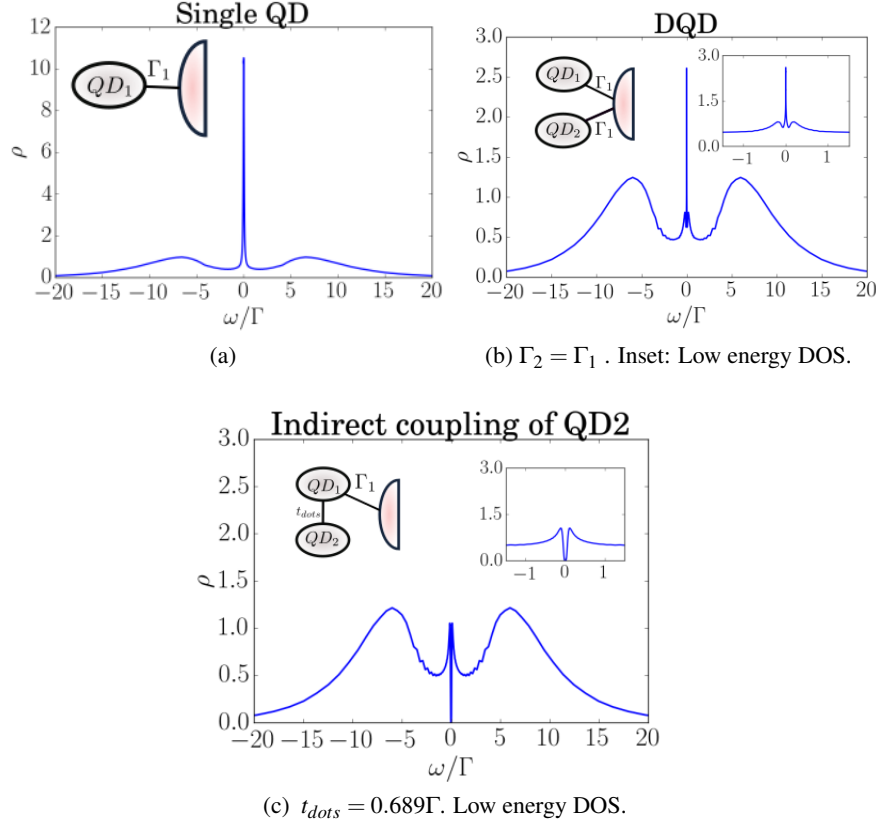 Single QD
12
10
8
6
4
2
0
ρ
QD₁
Γ₁
−20 −15 −10 −5 0 5 10 15 20
ω/Γ
(a)
DQD
3.0
2.5
2.0
1.5
1.0
0.5
0.0
ρ
QD₁
Γ₁
Γ₁
QD₂
3.0
1.5
0.0
−1 0 1
−20 −15 −10 −5 0 5 10 15 20
ω/Γ
(b) Γ₂ = Γ₁ . Inset: Low energy DOS.
Indirect coupling of QD2
3.0
2.5
2.0
1.5
1.0
0.5
0.0
ρ
QD₁
Γ₁
t_dots
QD₂
3.0
1.5
0.0
−1 0 1
−20 −15 −10 −5 0 5 10 15 20
ω/Γ
(c) t_dots = 0.689Γ. Low energy DOS.